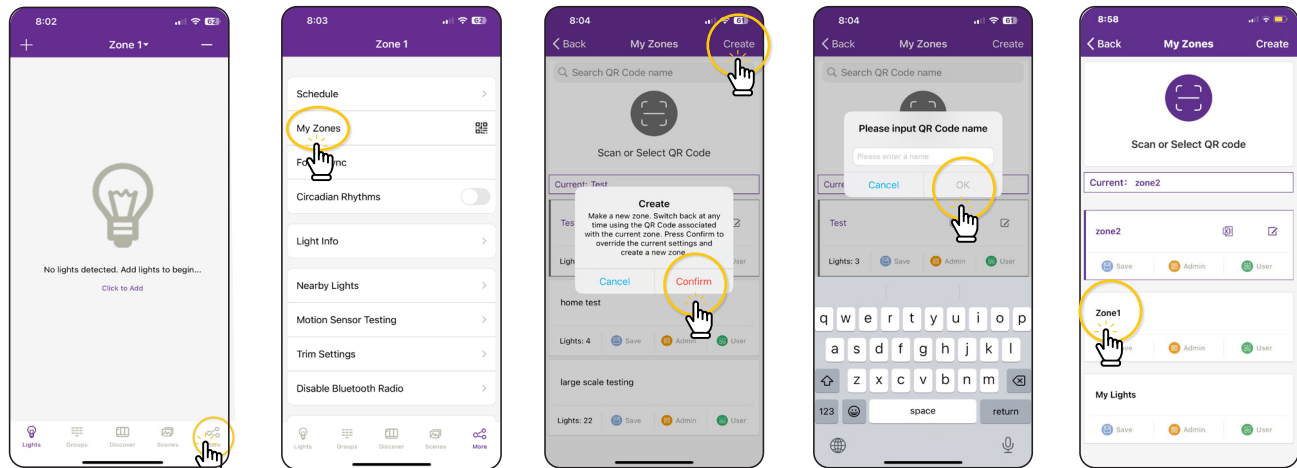 8:02
62
Zone 1
No lights detected. Add lights to begin...
Click to Add
Lights
Groups
Discover
Scenes
8:03
62
Zone 1
Schedule
My Zones
Circadian Rhythms
Light Info
Nearby Lights
Motion Sensor Testing
Trim Settings
Disable Bluetooth Radio
Lights
Groups
Discover
Scenes
More
8:04
61
Back
My Zones
Create
Search QR Code name
Scan or Select QR Code
Current: Test
Create
Make a new zone. Switch back at any
time using the QR Code associated
with the current zone. Press Confirm to
override the current settings and
create a new zone
Cancel
Confirm
home test
Lights: 4
Save
Admin
User
large scale testing
Lights: 22
Save
Admin
User
8:04
61
Back
My Zones
Create
Search QR Code name
Please input QR Code name
Please enter a name
Cancel
OK
Test
Lights: 3
Save
Admin
User
q w e r t y u i o p
a s d f g h j k l
z x c v b n m
123
space
return
8:58
Back
My Zones
Create
Scan or Select QR code
Current: zone2
zone2
Save
Admin
User
Zone1
Admin
User
My Lights
Save
Admin
User